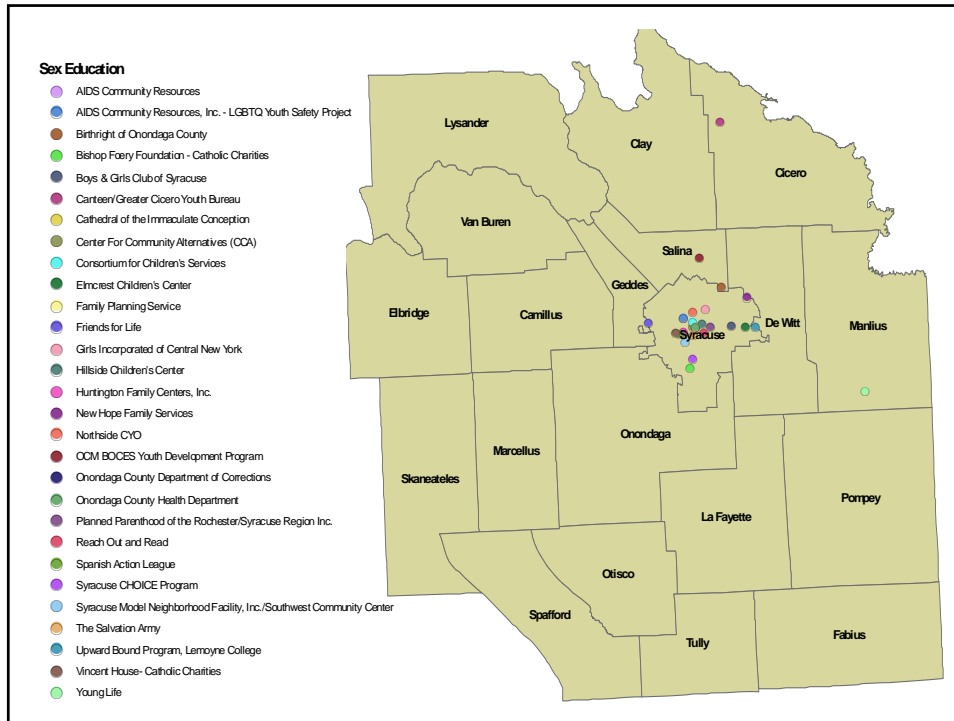 Sex Education
AIDS Community Resources
AIDS Community Resources, Inc. - LGBTQ Youth Safety Project
Birthright of Onondaga County
Bishop Foery Foundation - Catholic Charities
Boys & Girls Club of Syracuse
Canteen/Greater Cicero Youth Bureau
Cathedral of the Immaculate Conception
Center For Community Alternatives (CCA)
Consortium for Children's Services
Elmcrest Children's Center
Family Planning Service
Friends for Life
Girls Incorporated of Central New York
Hillside Children's Center
Huntington Family Centers, Inc.
New Hope Family Services
Northside CYO
OCM BOCES Youth Development Program
Onondaga County Department of Corrections
Onondaga County Health Department
Planned Parenthood of the Rochester/Syracuse Region Inc.
Reach Out and Read
Spanish Action League
Syracuse CHOICE Program
Syracuse Model Neighborhood Facility, Inc./Southwest Community Center
The Salvation Army
Upward Bound Program, Lemoyne College
Vincent House- Catholic Charities
Young Life
Lysander
Clay
Cicero
Van Buren
Salina
Geddes
Elbridge
Camillus
De Witt
Manlius
Syracuse
Onondaga
Marcellus
Skaneateles
Pompey
La Fayette
Otisco
Spafford
Tully
Fabius